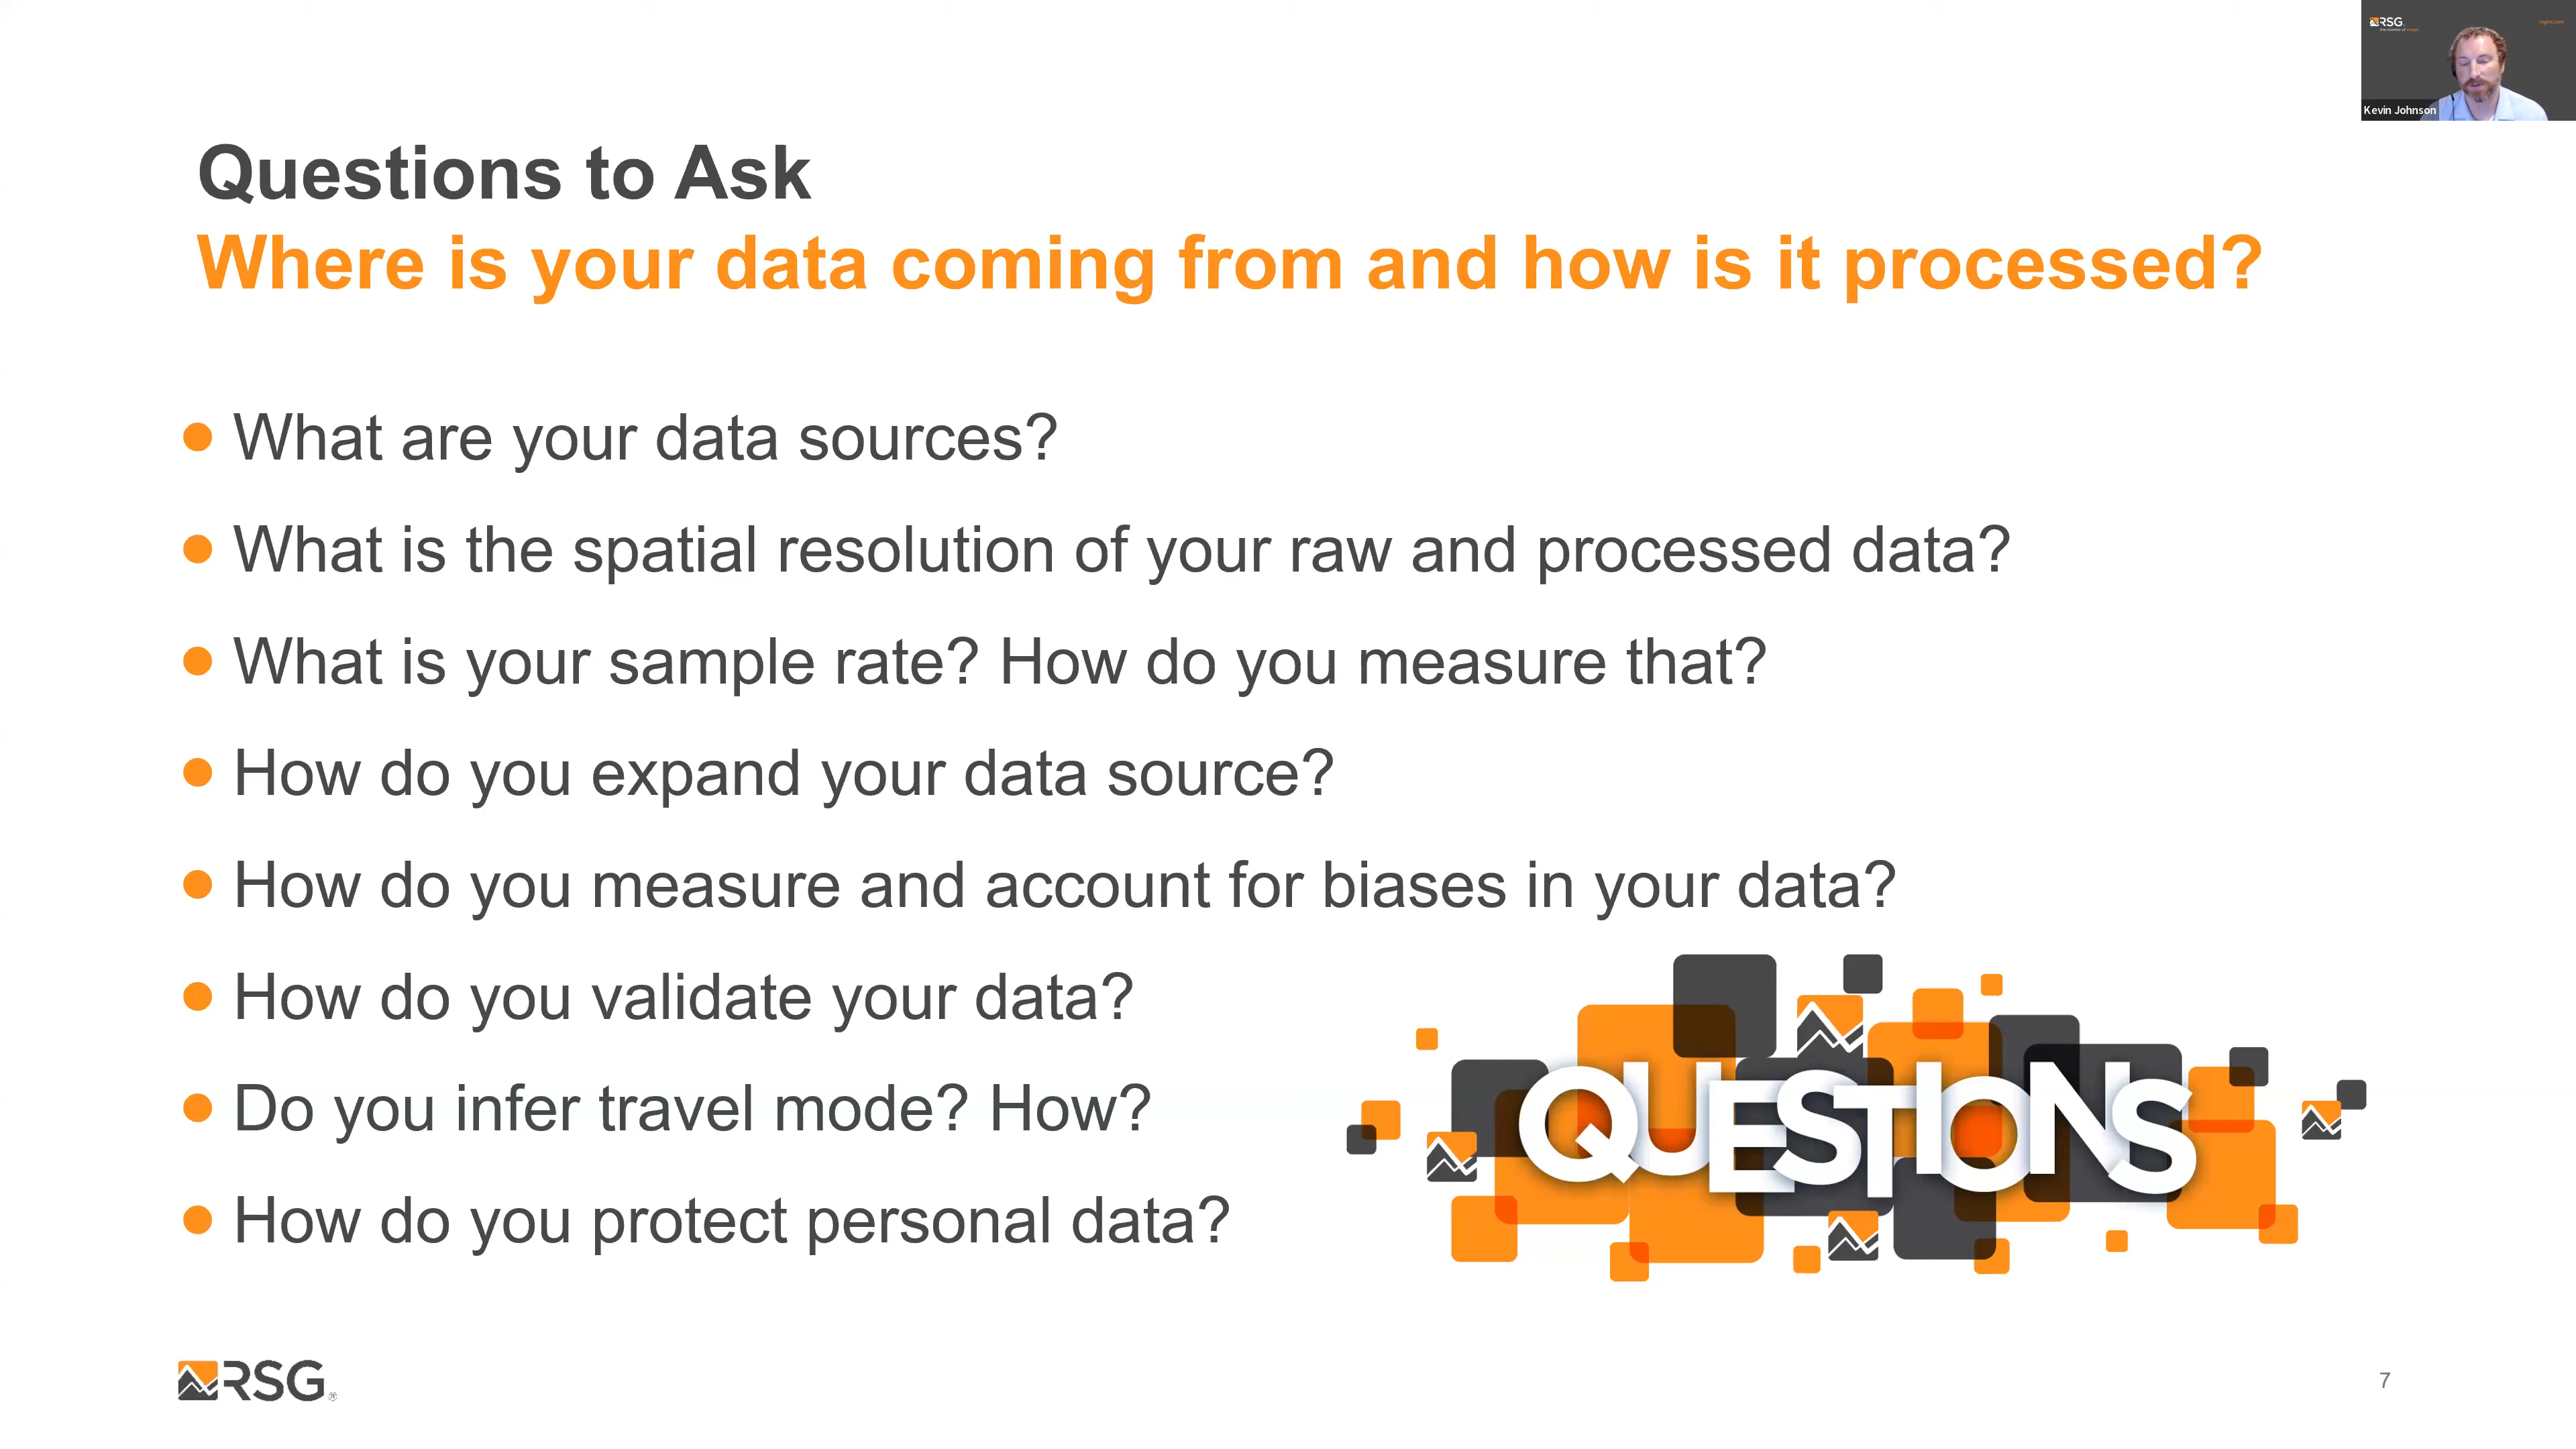 RSG
Kevin Johnson
Questions to Ask
Where is your data coming from and how is it processed?
What are your data sources?
What is the spatial resolution of your raw and processed data?
What is your sample rate? How do you measure that?
How do you expand your data source?
How do you measure and account for biases in your data?
How do you validate your data?
Do you infer travel mode? How?
How do you protect personal data?
QUESTIONS
RSG®
7